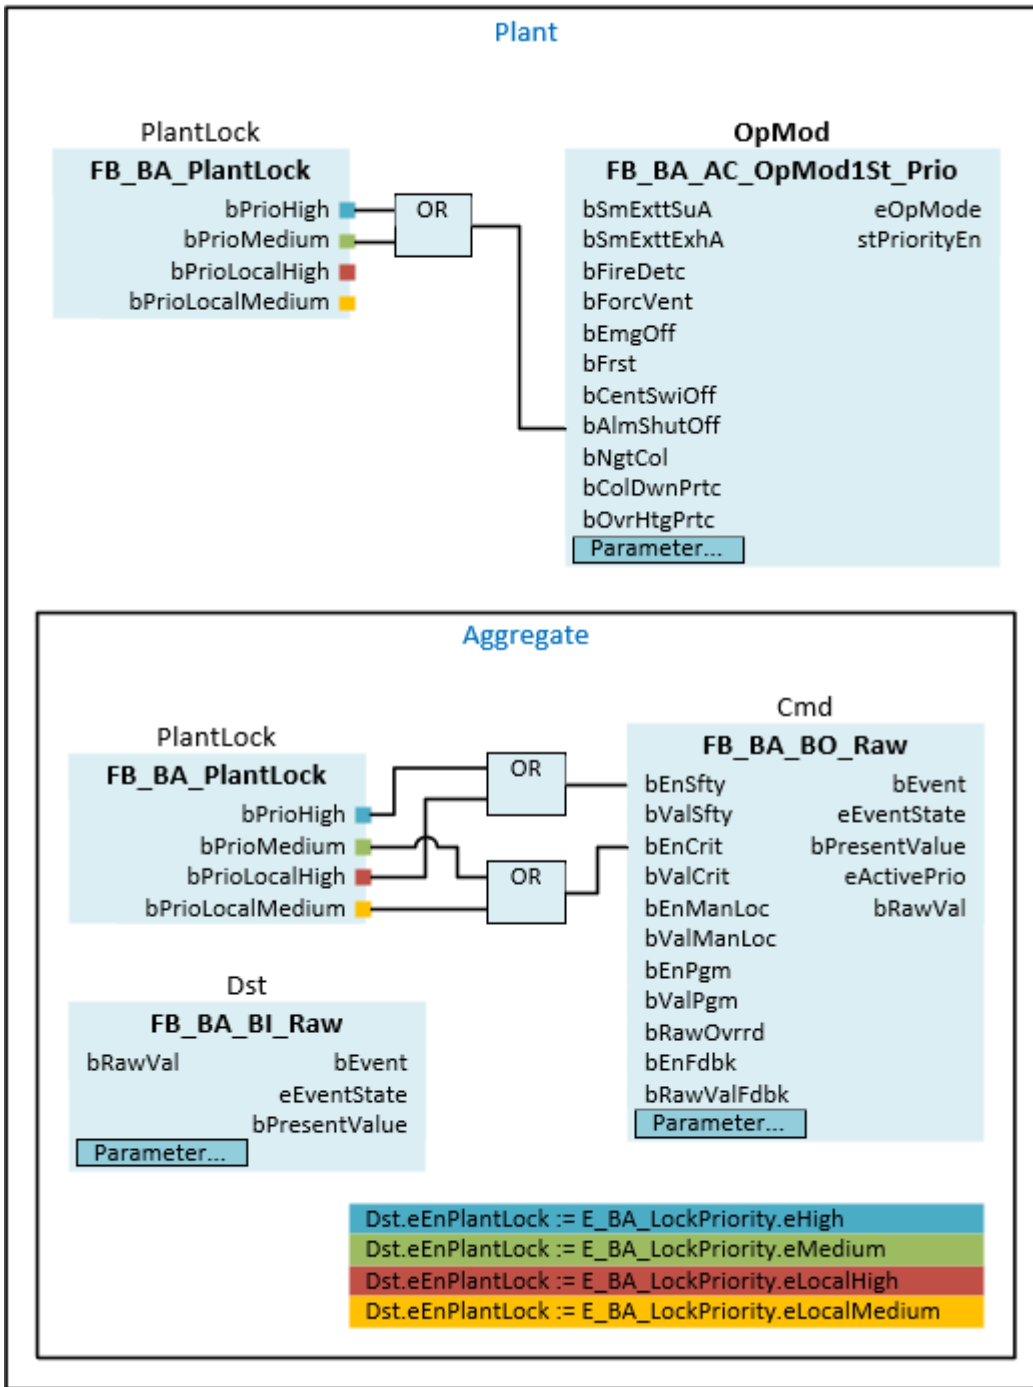 Plant
PlantLock
FB_BA_PlantLock
bPrioHigh
bPrioMedium
bPrioLocalHigh
bPrioLocalMedium
OR
OpMod
FB_BA_AC_OpMod1St_Prio
bSmExttSuA eOpMode
bSmExttExhA stPriorityEn
bFireDetc
bForcVent
bEmgOff
bFrst
bCentSwiOff
bAlmShutOff
bNgtCol
bColDwnPrtc
bOvrHtgPrtc
Parameter...
Aggregate
PlantLock
FB_BA_PlantLock
bPrioHigh
bPrioMedium
bPrioLocalHigh
bPrioLocalMedium
OR
OR
Cmd
FB_BA_BO_Raw
bEnSfty bEvent
bValSfty eEventState
bEnCrit bPresentValue
bValCrit eActivePrio
bEnManLoc bRawVal
bValManLoc
bEnPgm
bValPgm
bRawOvrrd
bEnFdbk
bRawValFdbk
Parameter...
Dst
FB_BA_BI_Raw
bRawVal bEvent
eEventState
bPresentValue
Parameter...
Dst.eEnPlantLock := E_BA_LockPriority.eHigh
Dst.eEnPlantLock := E_BA_LockPriority.eMedium
Dst.eEnPlantLock := E_BA_LockPriority.eLocalHigh
Dst.eEnPlantLock := E_BA_LockPriority.eLocalMedium